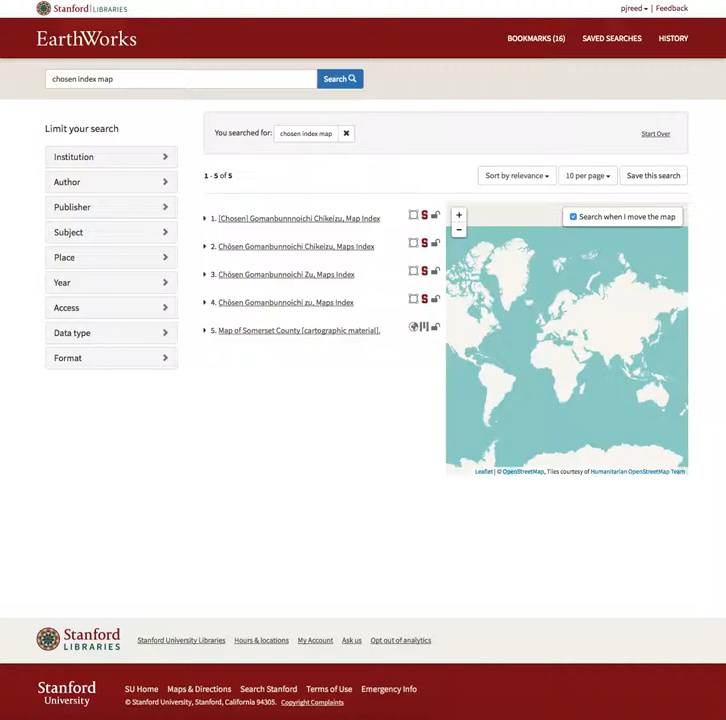 Stanford | LIBRARIES
pjreed | Feedback
EarthWorks
BOOKMARKS (16) SAVED SEARCHES HISTORY
chosen index map Search
Limit your search
Institution
Author
Publisher
Subject
Place
Year
Access
Data type
Format
You searched for: chosen index map ✖ Start Over
1 - 5 of 5 Sort by relevance 10 per page Save this search
1. [Chosen] Gomanbunnnoichi Chikeizu, Map Index
2. Chōsen Gomanbunnoichi Chikeizu, Maps Index
3. Chōsen Gomanbunnoichi Zu, Maps Index
4. Chōsen Gomanbunnoichi zu, Maps Index
5. Map of Somerset County [cartographic material].
+
−
Search when I move the map
Leaflet | © OpenStreetMap, Tiles courtesy of Humanitarian OpenStreetMap Team
Stanford
LIBRARIES
Stanford University Libraries Hours & locations My Account Ask us Opt out of analytics
Stanford
University
SU Home Maps & Directions Search Stanford Terms of Use Emergency Info
© Stanford University, Stanford, California 94305. Copyright Complaints